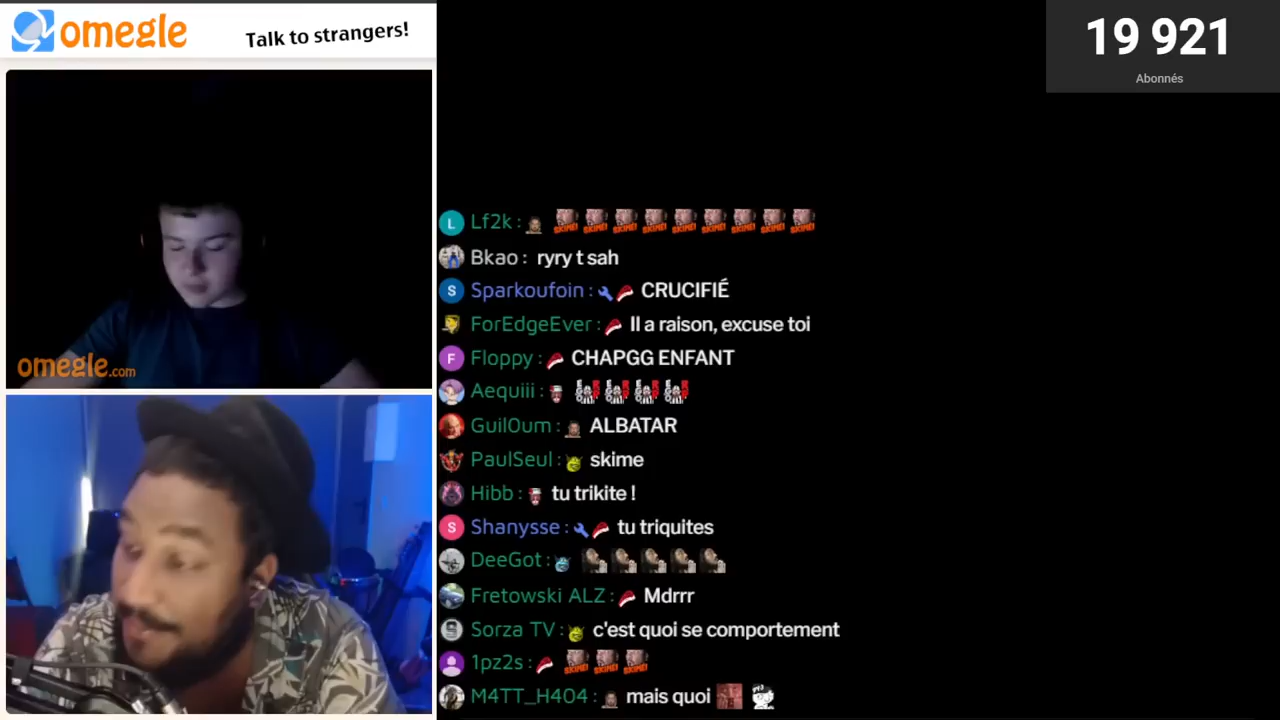 omegle
Talk to strangers!
19 921
Abonnés
omegle.com
L Lf2k :
Bkao : ryry t sah
S Sparkoufoin : CRUCIFIÉ
ForEdgeEver : Il a raison, excuse toi
F Floppy : CHAPGG ENFANT
Aequiii :
Guil0um : ALBATAR
PaulSeul : skime
Hibb : tu trikite !
S Shanysse : tu triquites
DeeGot :
Fretowski ALZ : Mdrrr
Sorza TV : c'est quoi se comportement
1pz2s :
M4TT_H404 : mais quoi